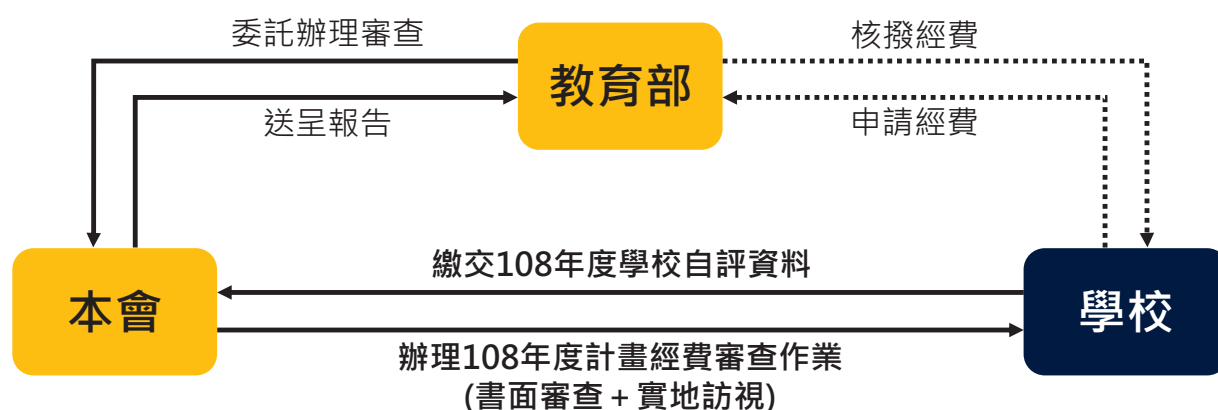 委託辦理審查
核撥經費
教育部
送呈報告
申請經費
繳交108年度學校自評資料
本會
學校
辦理108年度計畫經費審查作業
(書面審查+實地訪視)